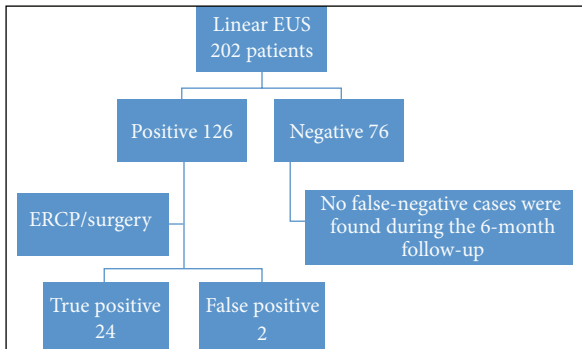 Linear EUS
202 patients
Positive 126
Negative 76
ERCP/surgery
No false-negative cases were
found during the 6-month
follow-up
True positive
24
False positive
2